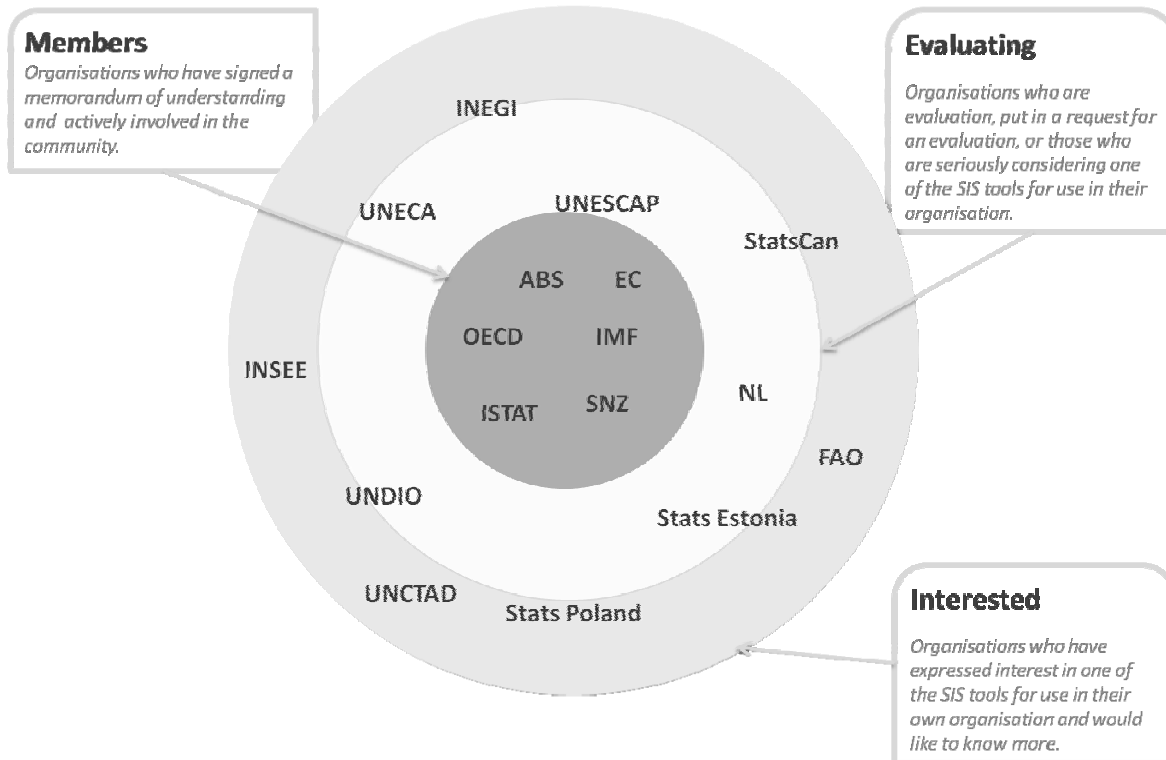 Members
Organisations who have signed a
memorandum of understanding
and actively involved in the
community.
Evaluating
Organisations who are
evaluation, put in a request for
an evaluation, or those who
are seriously considering one
of the SIS tools for use in their
organisation.
INEGI
UNECA
UNESCAP
StatsCan
ABS
EC
OECD
IMF
INSEE
NL
ISTAT
SNZ
FAO
UNDIO
Stats Estonia
UNCTAD
Stats Poland
Interested
Organisations who have
expressed interest in one of
the SIS tools for use in their
own organisation and would
like to know more.